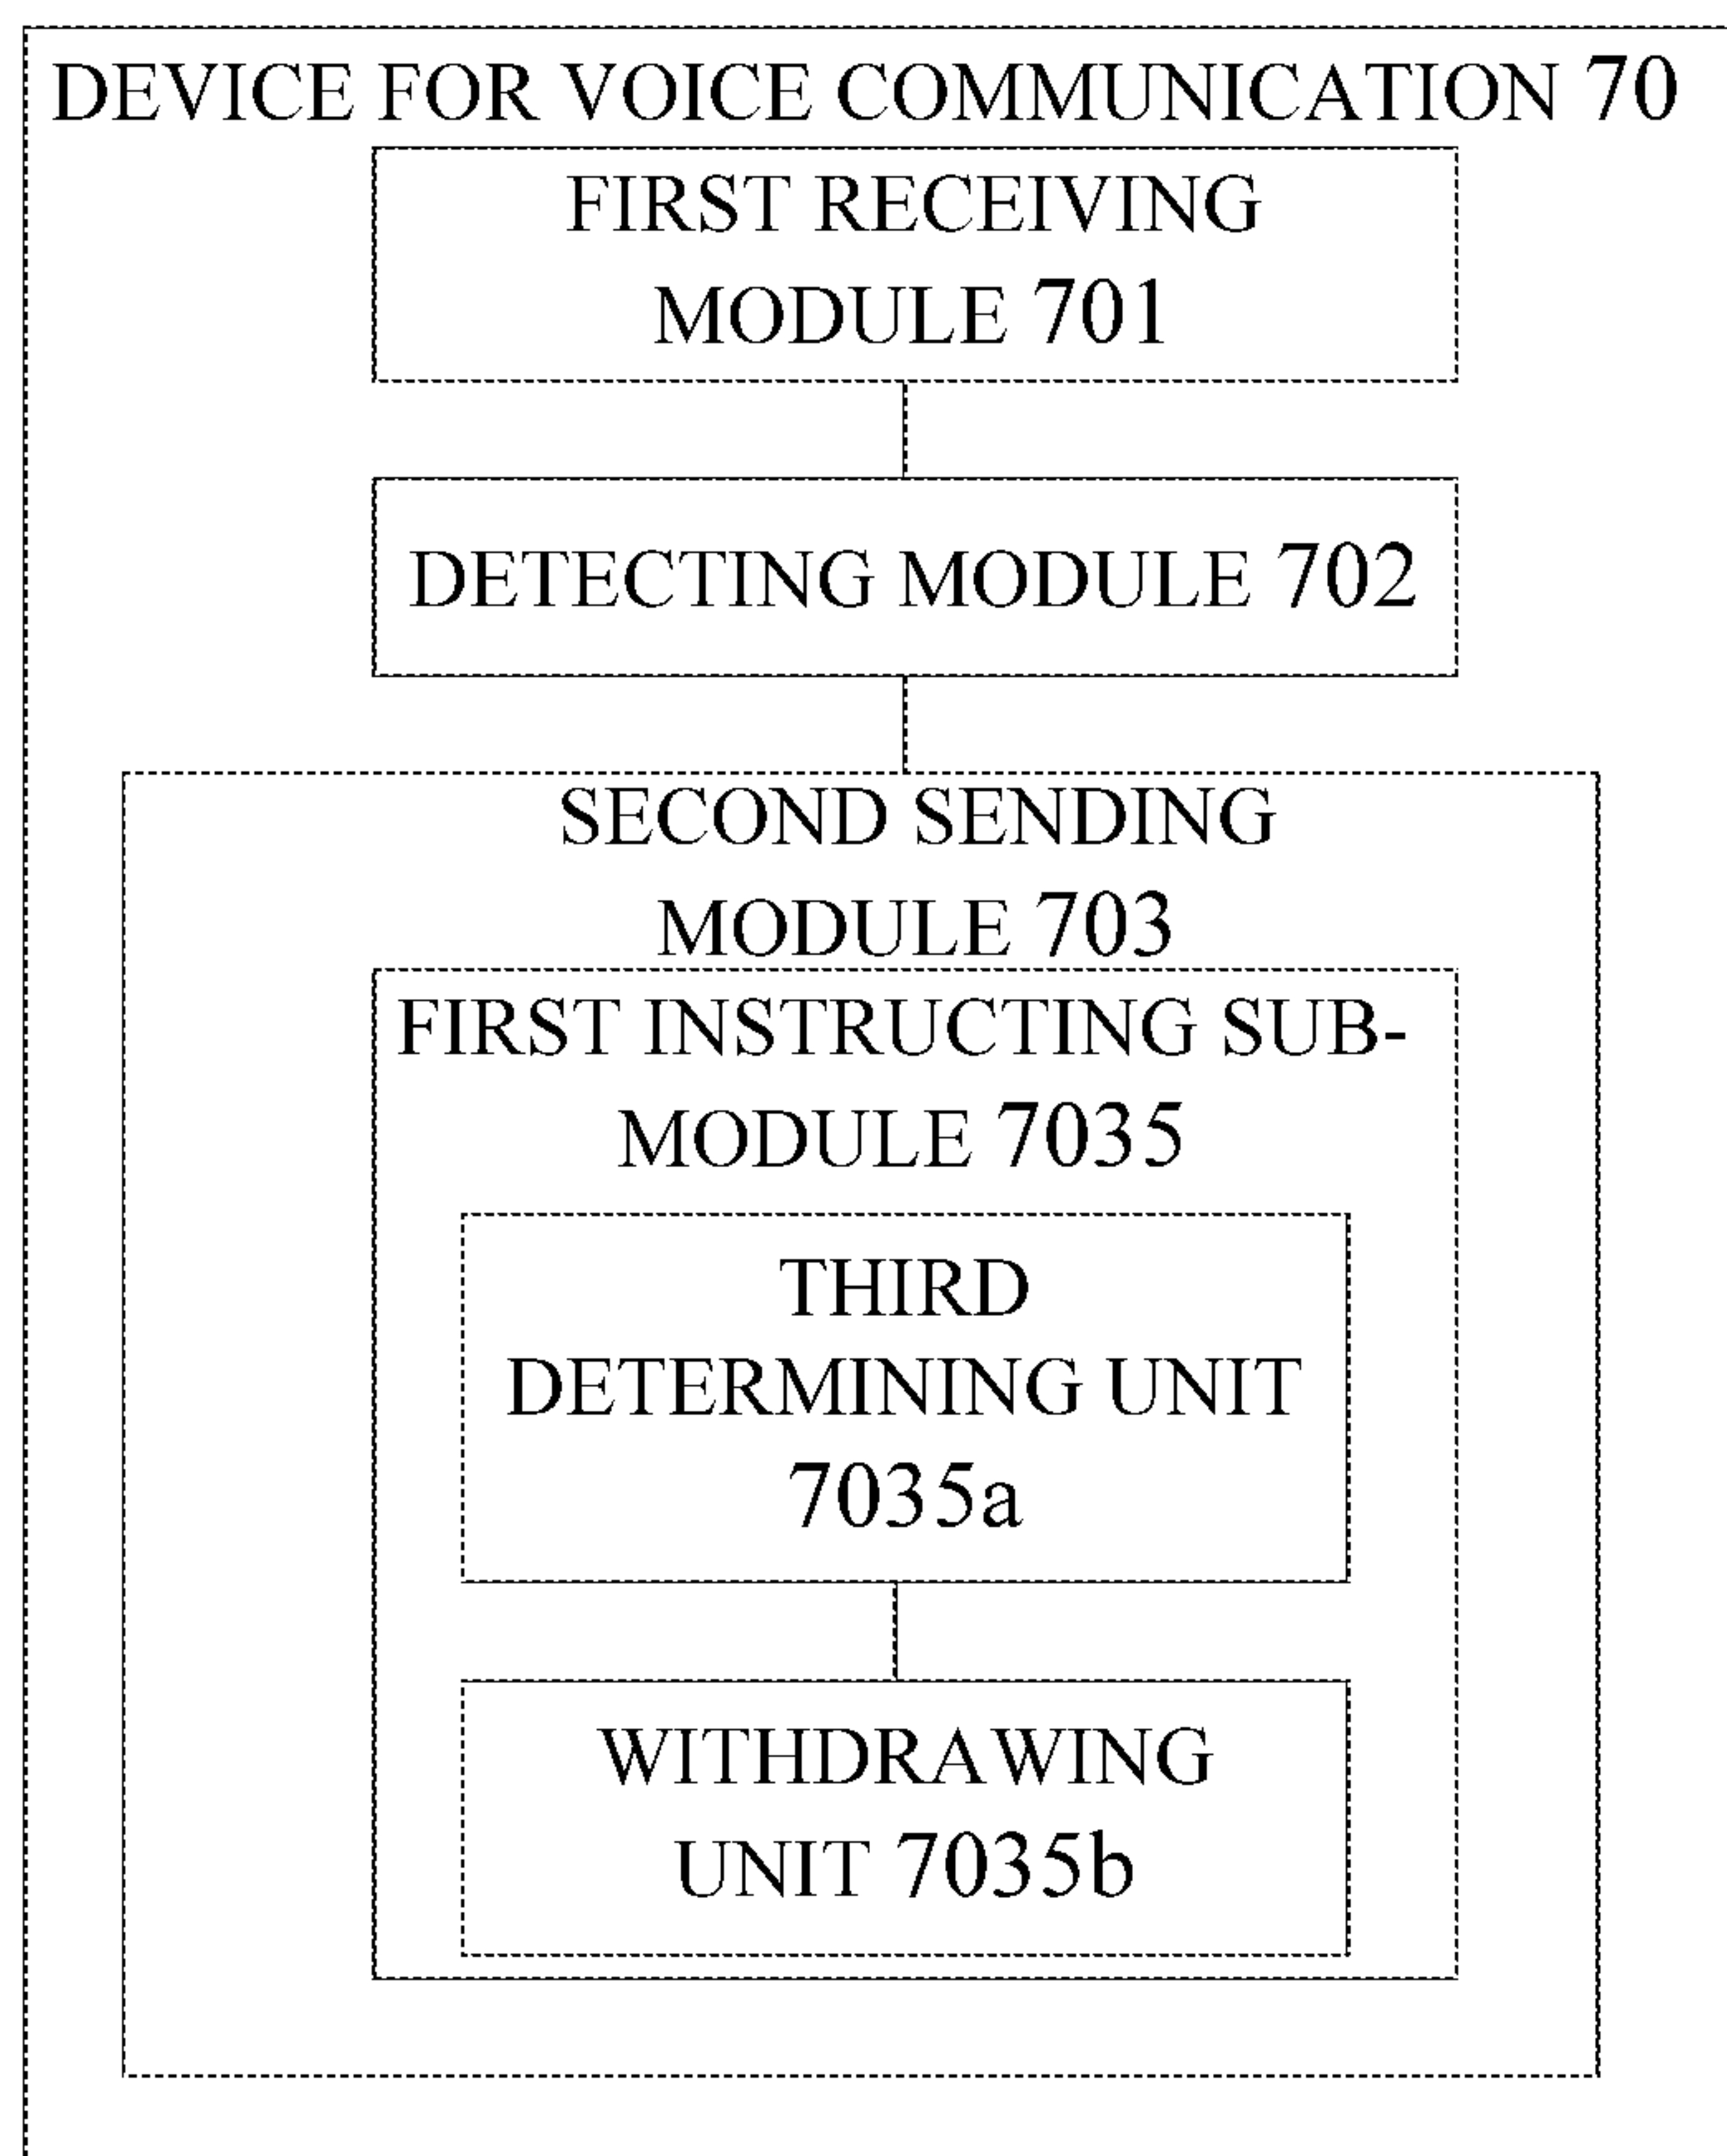 DEVICE FOR VOICE COMMUNICATION 70
FIRST RECEIVING
MODULE 701
DETECTING MODULE 702
SECOND SENDING
MODULE 703
FIRST INSTRUCTING SUB-
MODULE 7035
THIRD
DETERMINING UNIT
7035a
WITHDRAWING
UNIT 7035b